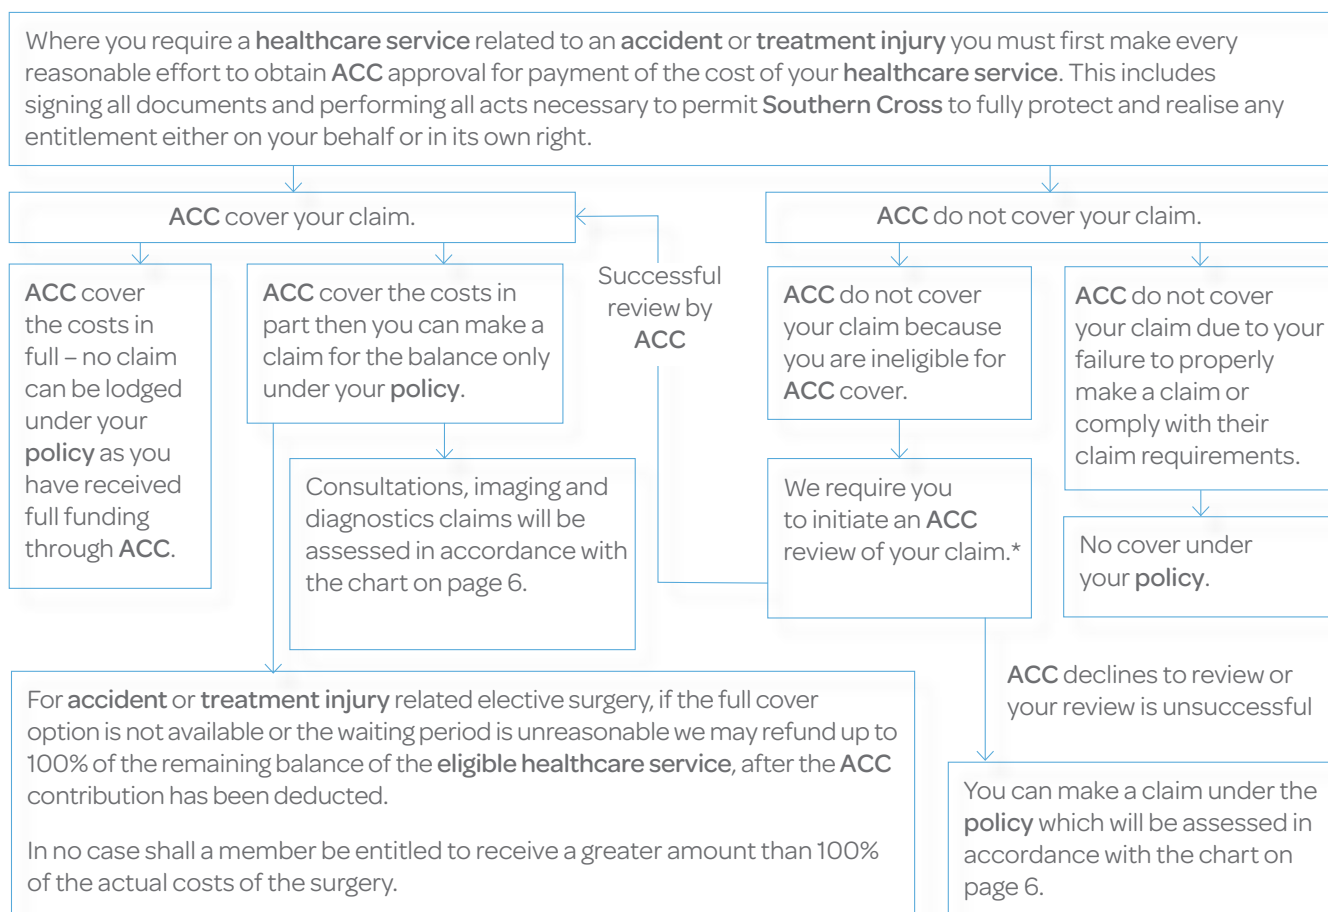 Where you require a healthcare service related to an accident or treatment injury you must first make every
reasonable effort to obtain ACC approval for payment of the cost of your healthcare service. This includes
signing all documents and performing all acts necessary to permit Southern Cross to fully protect and realise any
entitlement either on your behalf or in its own right.
ACC cover your claim.
ACC do not cover your claim.
ACC cover
the costs in
full – no claim
can be lodged
under your
policy as you
have received
full funding
through ACC.
ACC cover the costs in
part then you can make a
claim for the balance only
under your policy.
Successful
review by
ACC
ACC do not cover
your claim because
you are ineligible for
ACC cover.
ACC do not cover
your claim due to your
failure to properly
make a claim or
comply with their
claim requirements.
Consultations, imaging and
diagnostics claims will be
assessed in accordance with
the chart on page 6.
We require you
to initiate an ACC
review of your claim.*
No cover under
your policy.
ACC declines to review or
your review is unsuccessful
For accident or treatment injury related elective surgery, if the full cover
option is not available or the waiting period is unreasonable we may refund up to
100% of the remaining balance of the eligible healthcare service, after the ACC
contribution has been deducted.
In no case shall a member be entitled to receive a greater amount than 100%
of the actual costs of the surgery.
You can make a claim under the
policy which will be assessed in
accordance with the chart on
page 6.